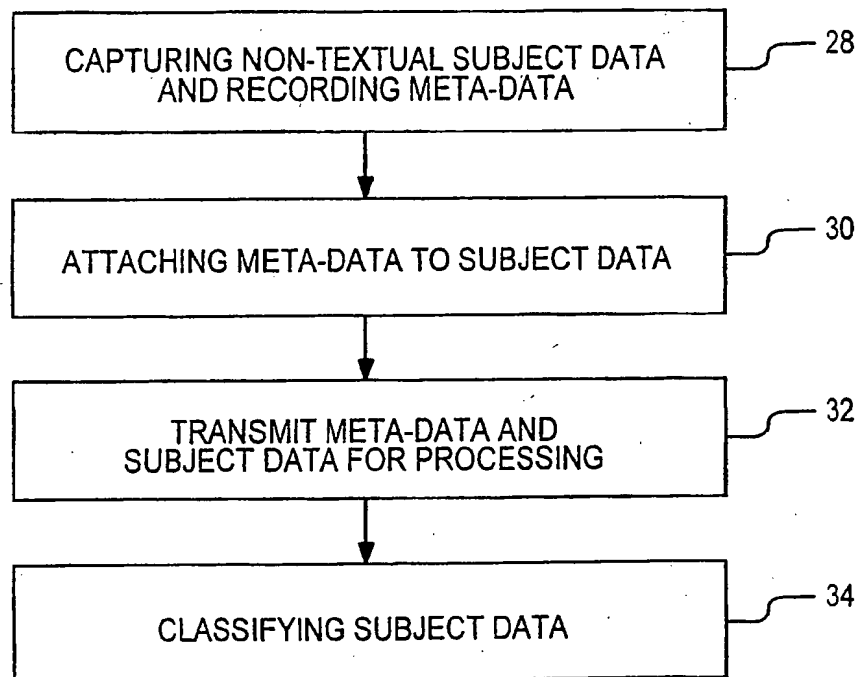 CAPTURING NON-TEXTUAL SUBJECT DATA
AND RECORDING META-DATA
28
ATTACHING META-DATA TO SUBJECT DATA
30
TRANSMIT META-DATA AND
SUBJECT DATA FOR PROCESSING
32
CLASSIFYING SUBJECT DATA
34